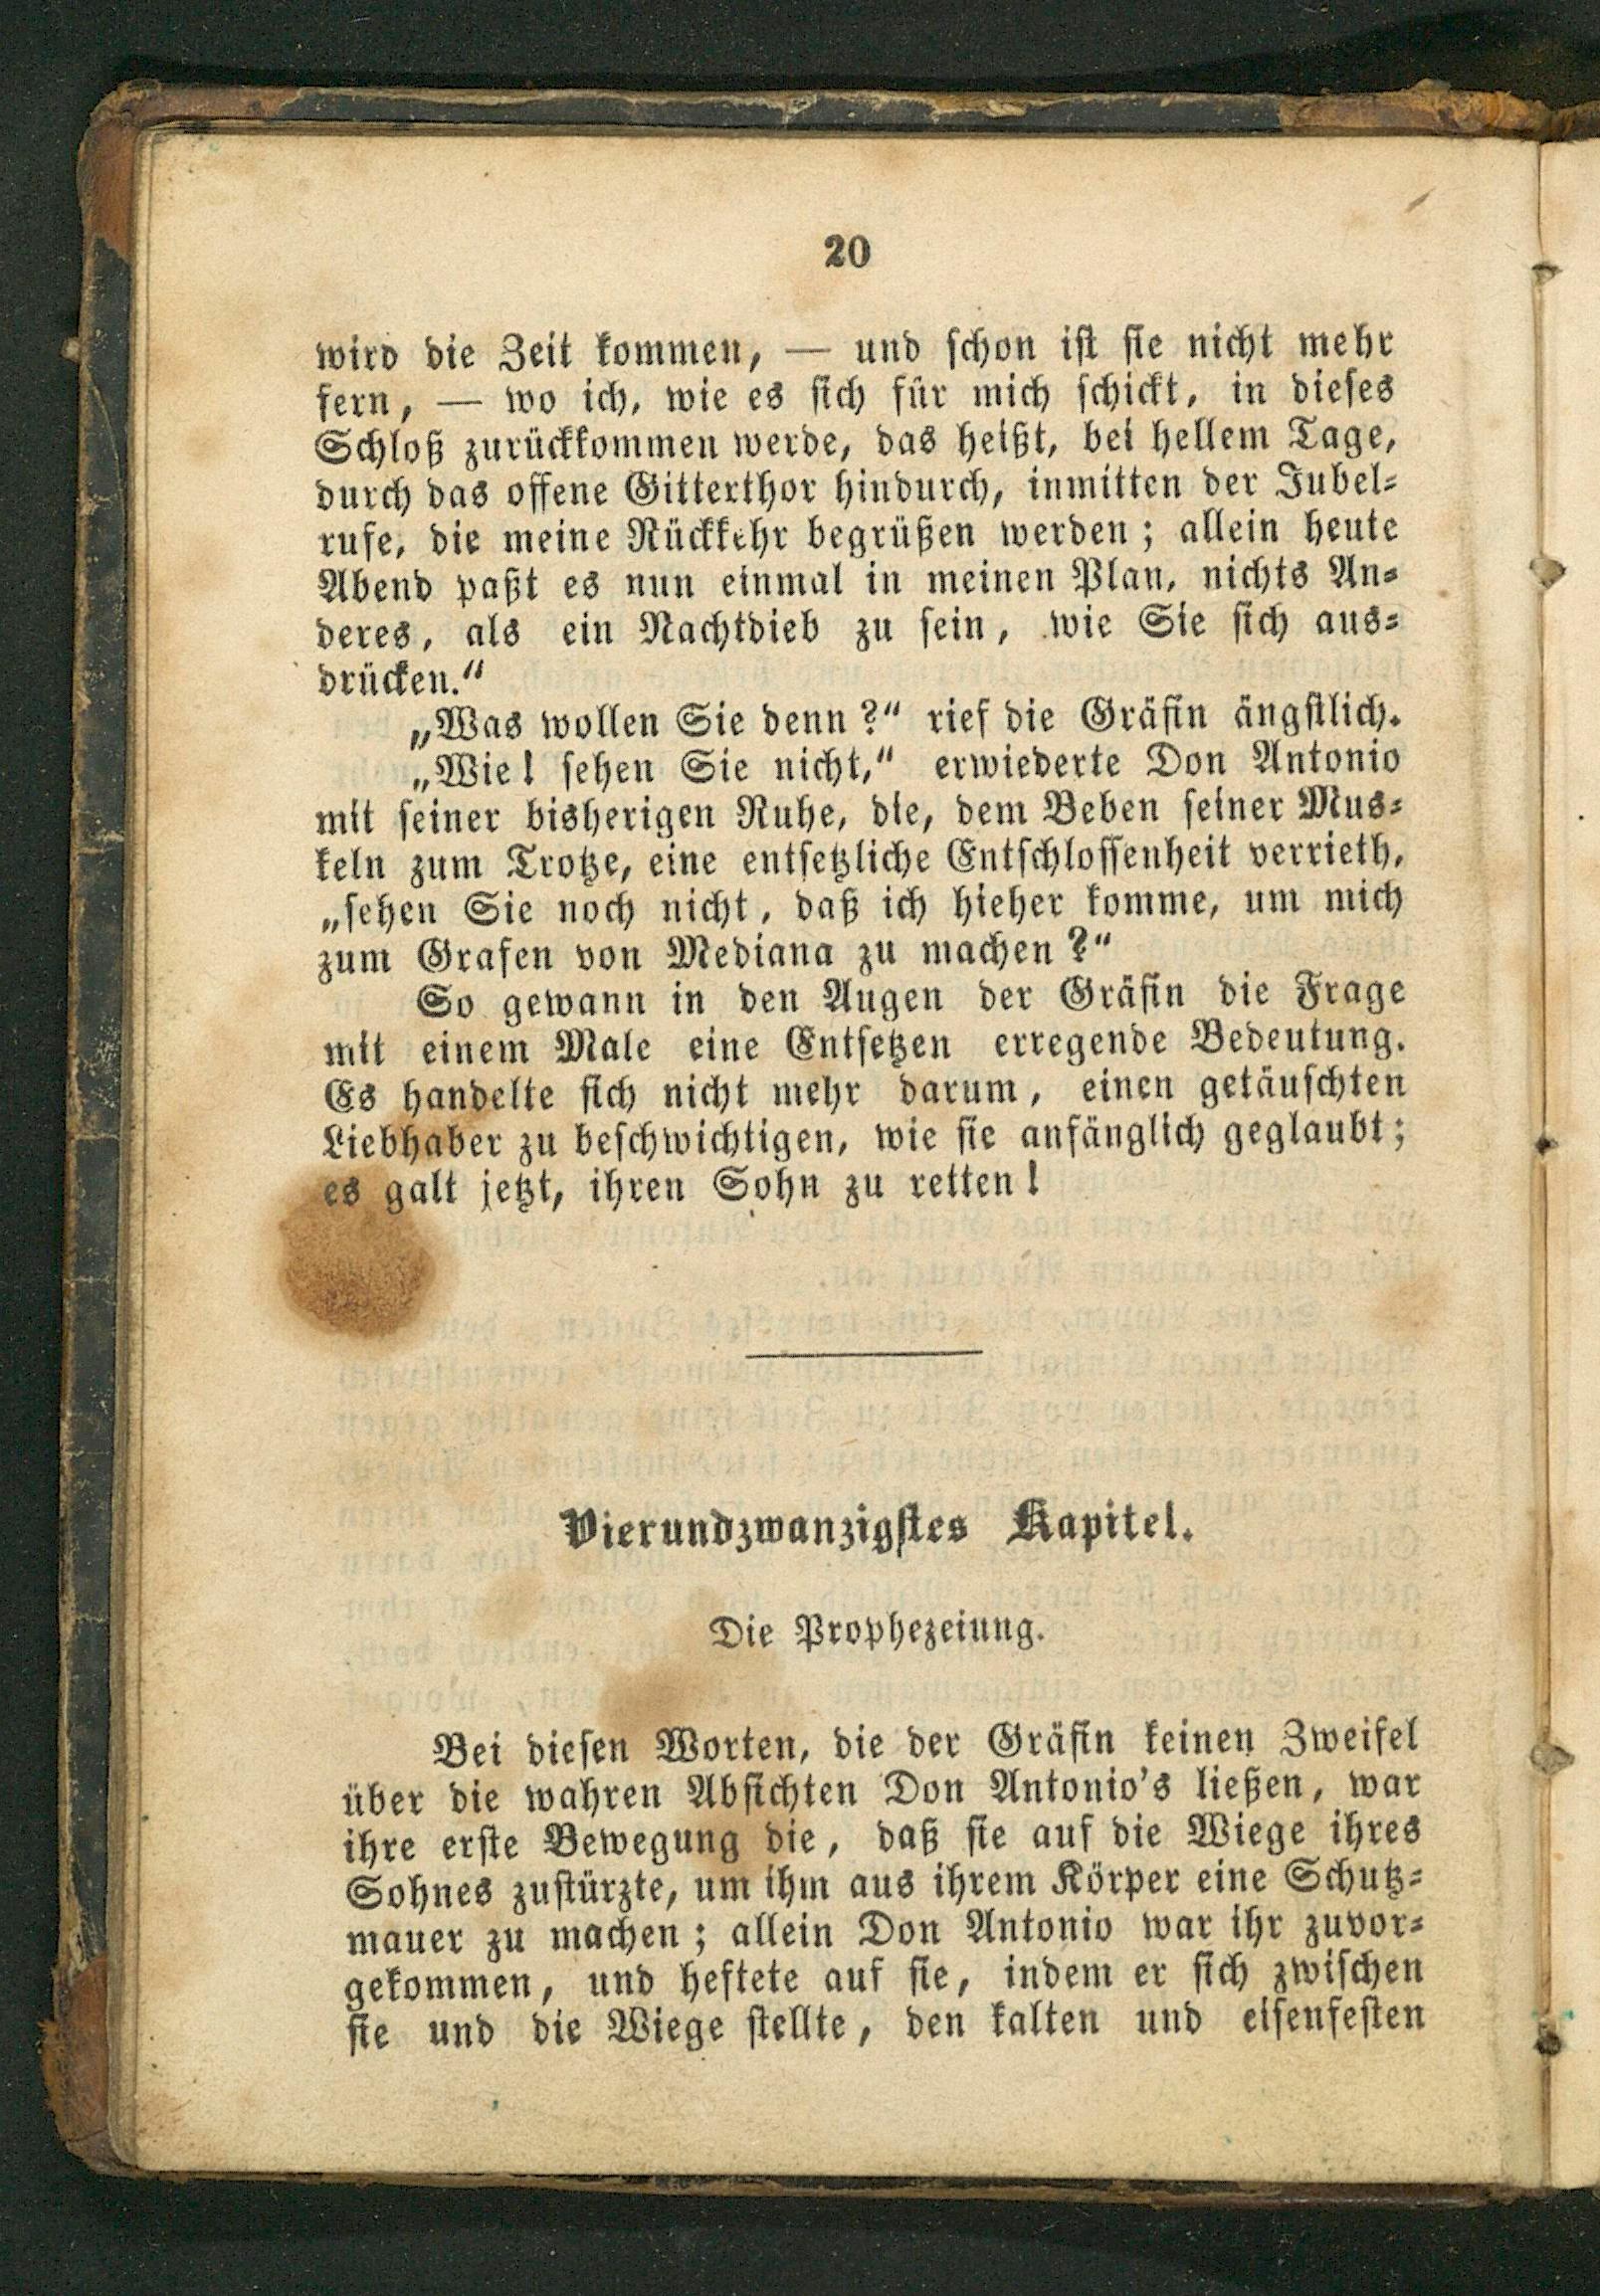 20
wird die Zeit kommen, — und schon ist sie nicht mehr
fern, — wo ich, wie es sich für mich schickt, in dieses
Schloß zurückkommen werde, das heißt, bei hellem Tage,
durch das offene Gitterthor hindurch, inmitten der Jubel-
rufe, die meine Rückkehr begrüßen werden; allein heute
Abend paßt es nun einmal in meinen Plan, nichts An-
deres, als ein Nachtdieb zu sein, wie Sie sich aus-
drücken.“
„Was wollen Sie denn?“ rief die Gräfin ängstlich.
„Wie! sehen Sie nicht,“ erwiederte Don Antonio
mit seiner bisherigen Ruhe, die, dem Beben seiner Mus-
keln zum Trotze, eine entsetzliche Entschlossenheit verrieth,
„sehen Sie noch nicht, daß ich hieher komme, um mich
zum Grafen von Mediana zu machen?“
So gewann in den Augen der Gräfin die Frage
mit einem Male eine Entsetzen erregende Bedeutung.
Es handelte sich nicht mehr darum, einen getäuschten
Liebhaber zu beschwichtigen, wie sie anfänglich geglaubt;
es galt jetzt, ihren Sohn zu retten!
Vierundzwanzigstes Kapitel.
Die Prophezeiung.
Bei diesen Worten, die der Gräfin keinen Zweifel
über die wahren Absichten Don Antonio's ließen, war
ihre erste Bewegung die, daß sie auf die Wiege ihres
Sohnes zustürzte, um ihm aus ihrem Körper eine Schutz-
mauer zu machen; allein Don Antonio war ihr zuvor-
gekommen, und heftete auf sie, indem er sich zwischen
sie und die Wiege stellte, den kalten und eisenfesten